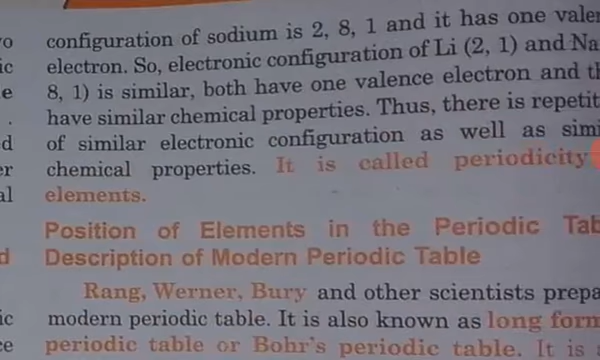 configuration of sodium is 2, 8, 1 and it has one
electron. So, electronic configuration of Li (2, 1) and Na
8, 1) is similar, both have one valence electron and
have similar chemical properties. Thus, there is
of similar electronic configuration as well as
chemical properties. It is called periodicity
elements.
Position of Elements in the Periodic
Description of Modern Periodic Table
Rang, Werner, Bury and other scientists
modern periodic table. It is also known as long form
periodic table or Bohr's periodic table. It is